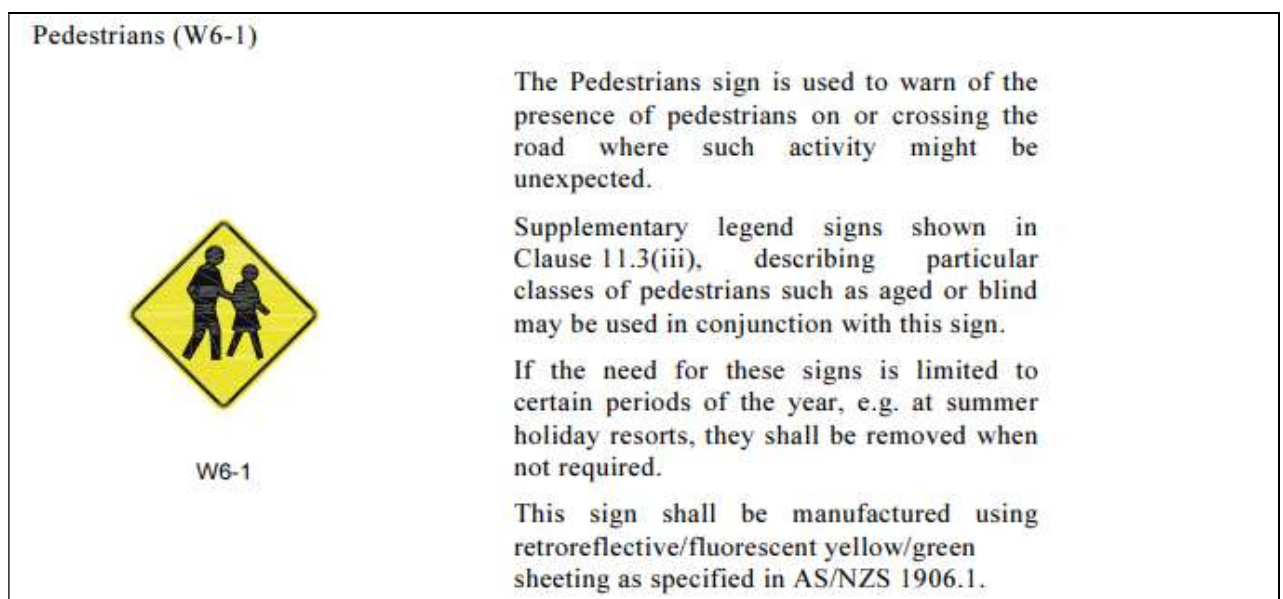 Pedestrians (W6-1)
The Pedestrians sign is used to warn of the
presence of pedestrians on or crossing the
road where such activity might be
unexpected.
Supplementary legend signs shown in
Clause 11.3(iii), describing particular
classes of pedestrians such as aged or blind
may be used in conjunction with this sign.
If the need for these signs is limited to
certain periods of the year, e.g. at summer
holiday resorts, they shall be removed when
not required.
W6-1
This sign shall be manufactured using
retroreflective/fluorescent yellow/green
sheeting as specified in AS/NZS 1906.1.